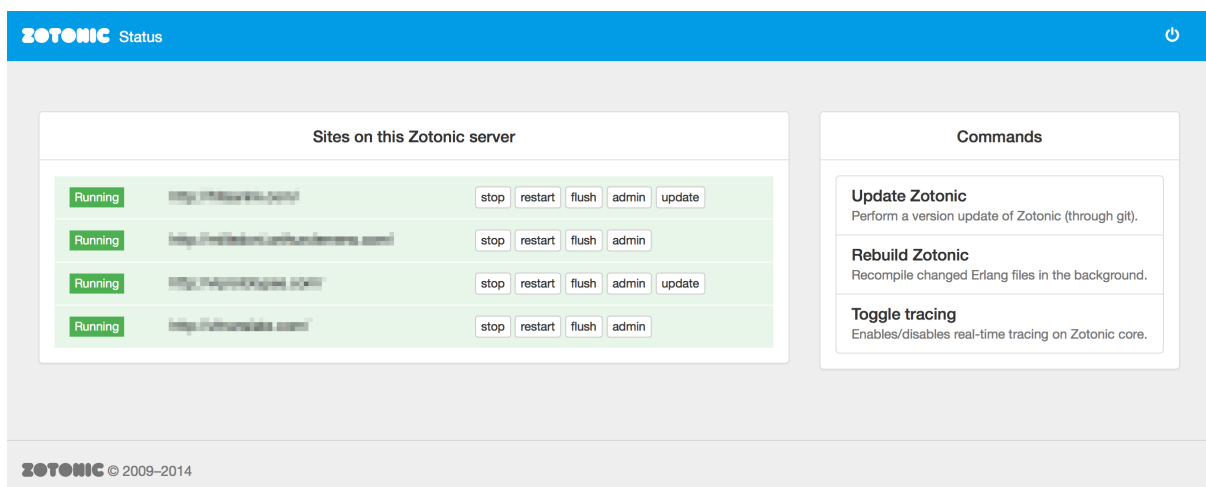 ZOTONIC Status
Sites on this Zotonic server
Running stop restart flush admin update
Running stop restart flush admin
Running stop restart flush admin update
Running stop restart flush admin
Commands
Update Zotonic
Perform a version update of Zotonic (through git).
Rebuild Zotonic
Recompile changed Erlang files in the background.
Toggle tracing
Enables/disables real-time tracing on Zotonic core.
ZOTONIC © 2009–2014